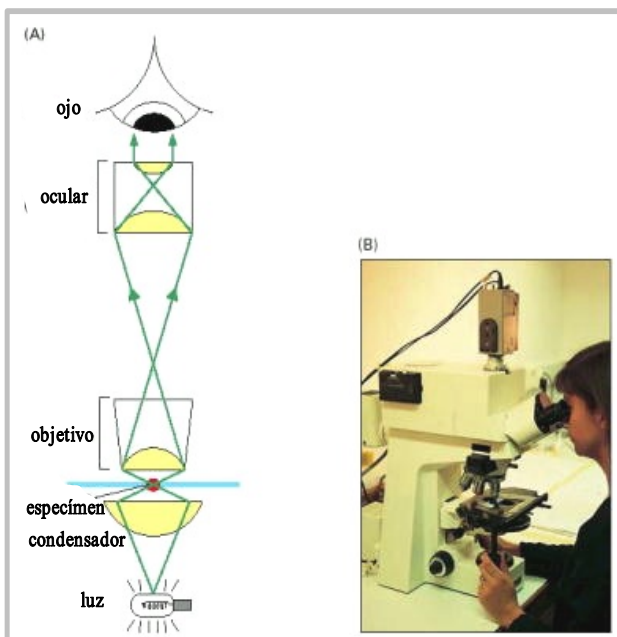 (A)
ojo
ocular
(B)
objetivo
especímen
condensador
luz